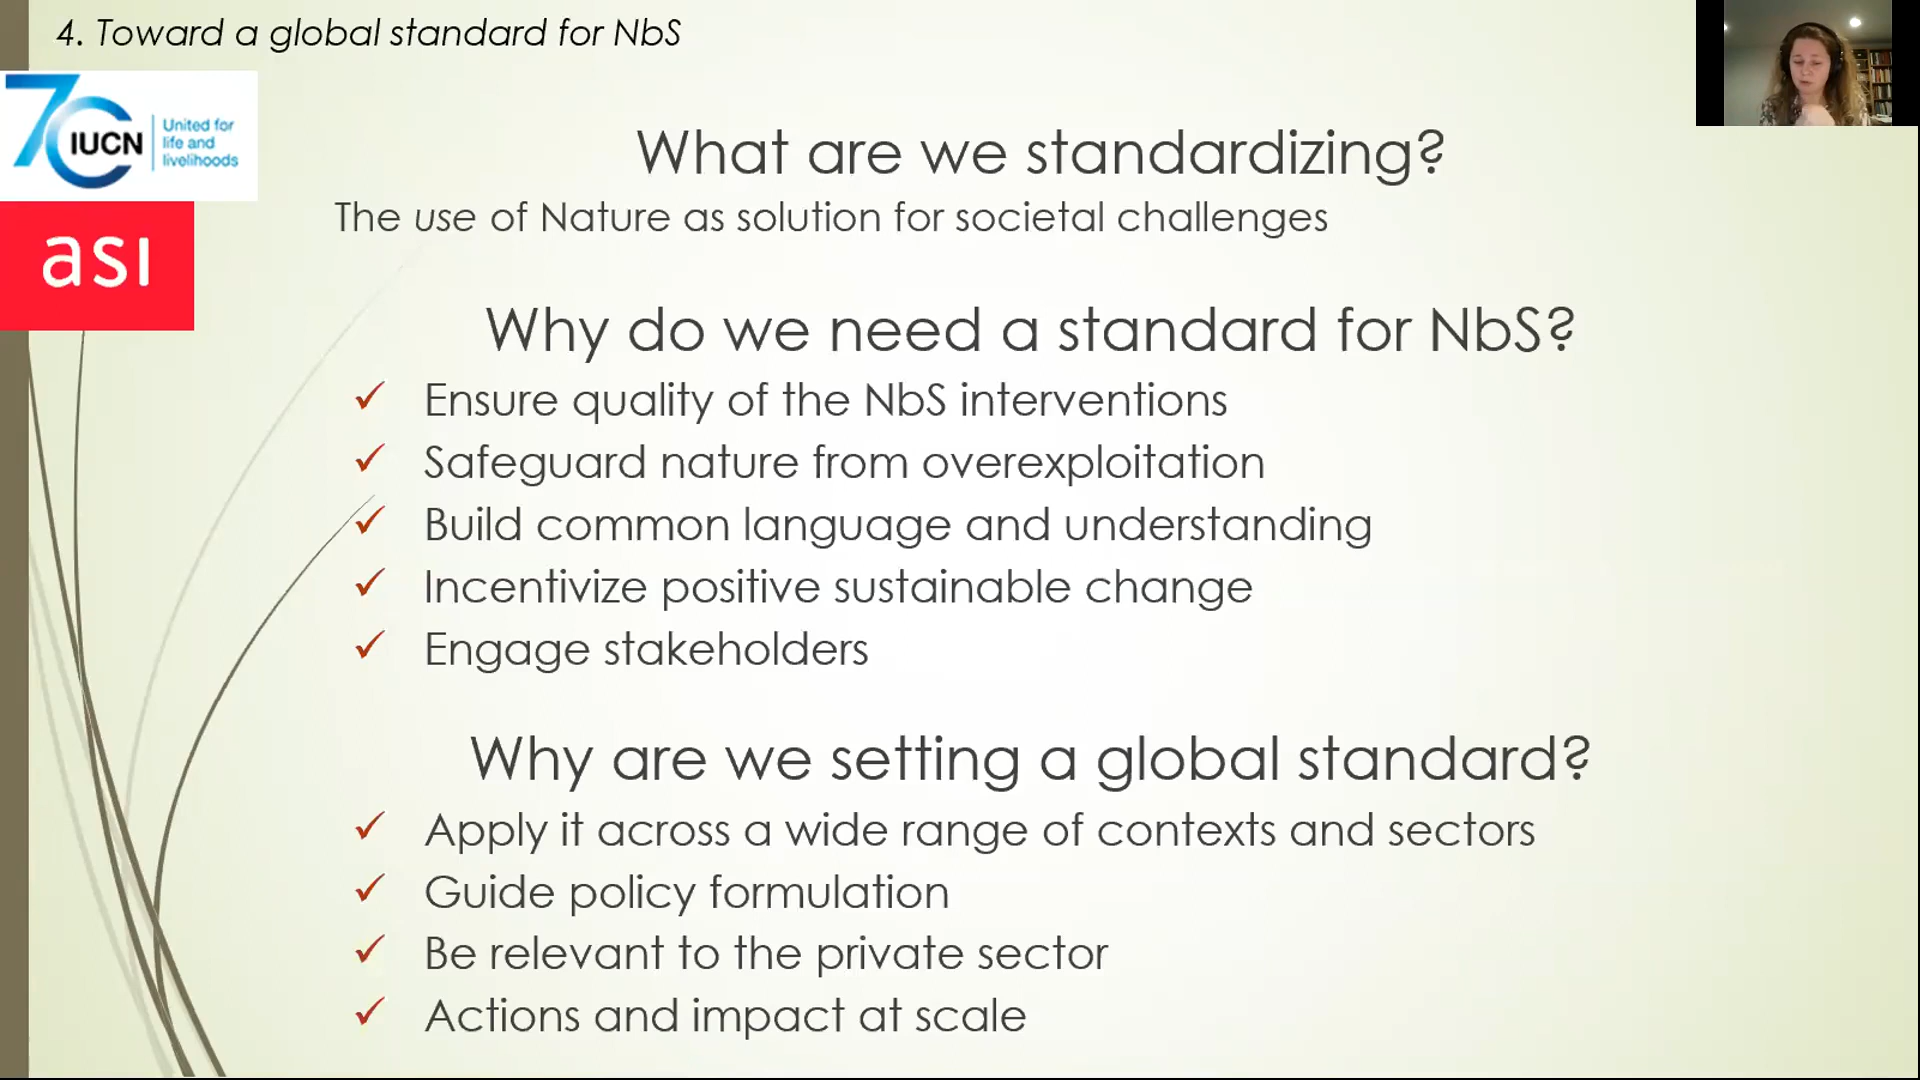 4. Toward a global standard for NbS
70
IUCN
United for
life and
livelihoods
asi
What are we standardizing?
The use of Nature as solution for societal challenges
Why do we need a standard for NbS?
✓ Ensure quality of the NbS interventions
✓ Safeguard nature from overexploitation
✓ Build common language and understanding
✓ Incentivize positive sustainable change
✓ Engage stakeholders
Why are we setting a global standard?
✓ Apply it across a wide range of contexts and sectors
✓ Guide policy formulation
✓ Be relevant to the private sector
✓ Actions and impact at scale